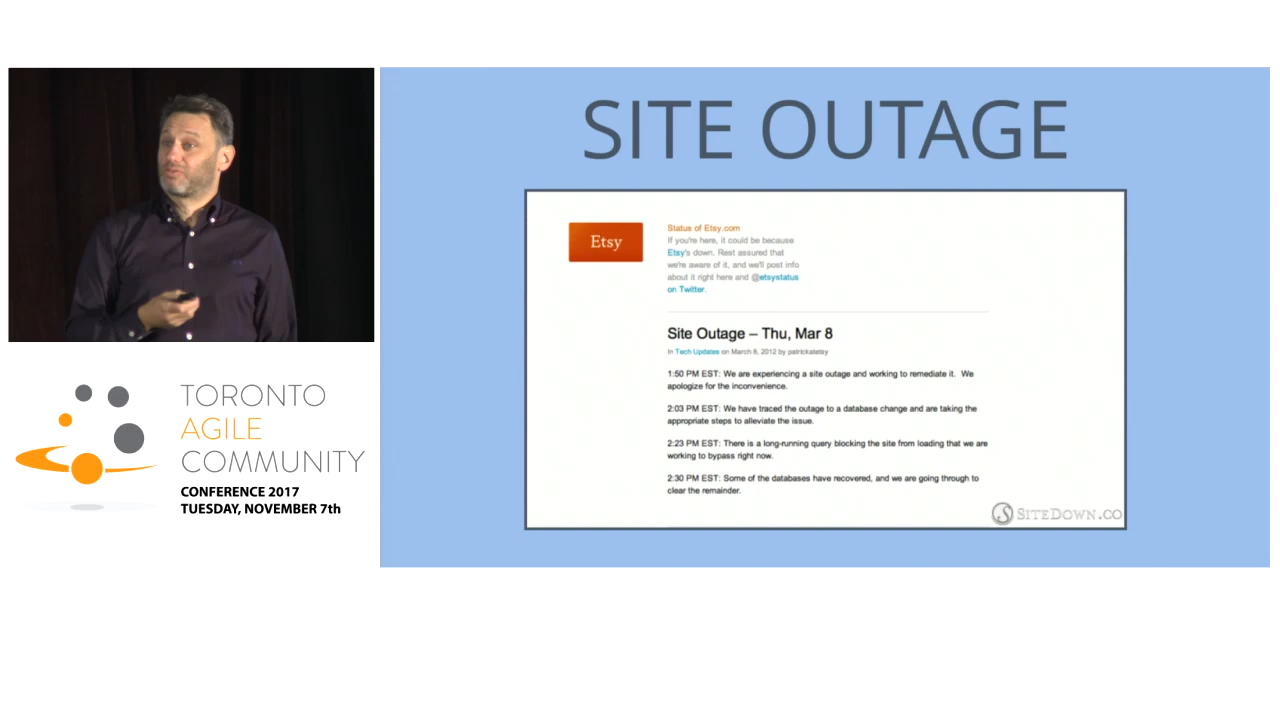 SITE OUTAGE
Etsy
Status of Etsy.com
If you're here, it could be because
Etsy's down. Rest assured that
we're aware of it, and we'll post info
about it right here and @etsystatus
on Twitter.
Site Outage – Thu, Mar 8
In Tech Updates on March 8, 2012 by patricketsy
1:50 PM EST: We are experiencing a site outage and working to remediate it. We
apologize for the inconvenience.
2:03 PM EST: We have traced the outage to a database change and are taking the
appropriate steps to alleviate the issue.
2:23 PM EST: There is a long-running query blocking the site from loading that we are
working to bypass right now.
2:30 PM EST: Some of the databases have recovered, and we are going through to
clear the remainder.
SITEDOWN.CO
TORONTO
AGILE
COMMUNITY
CONFERENCE 2017
TUESDAY, NOVEMBER 7th